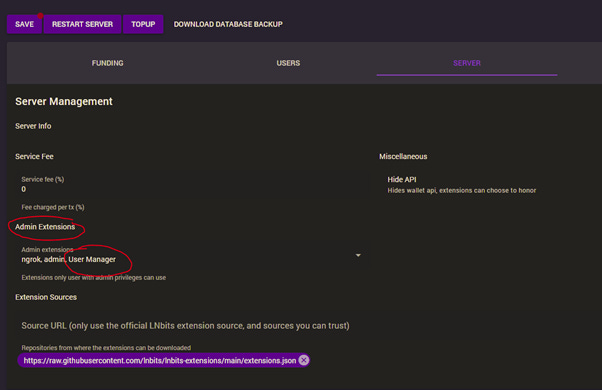 SAVE RESTART SERVER TOPUP DOWNLOAD DATABASE BACKUP
FUNDING USERS SERVER
Server Management
Server Info
Service Fee Miscellaneous
Service fee (%) Hide API
0 Hides wallet api, extensions can choose to honor
Fee charged per tx (%)
Admin Extensions
Admin extensions
ngrok, admin, User Manager
Extensions only user with admin privileges can use
Extension Sources
Source URL (only use the official LNbits extension source, and sources you can trust)
Repositories from where the extensions can be downloaded
https://raw.githubusercontent.com/lnbits/lnbits-extensions/main/extensions.json